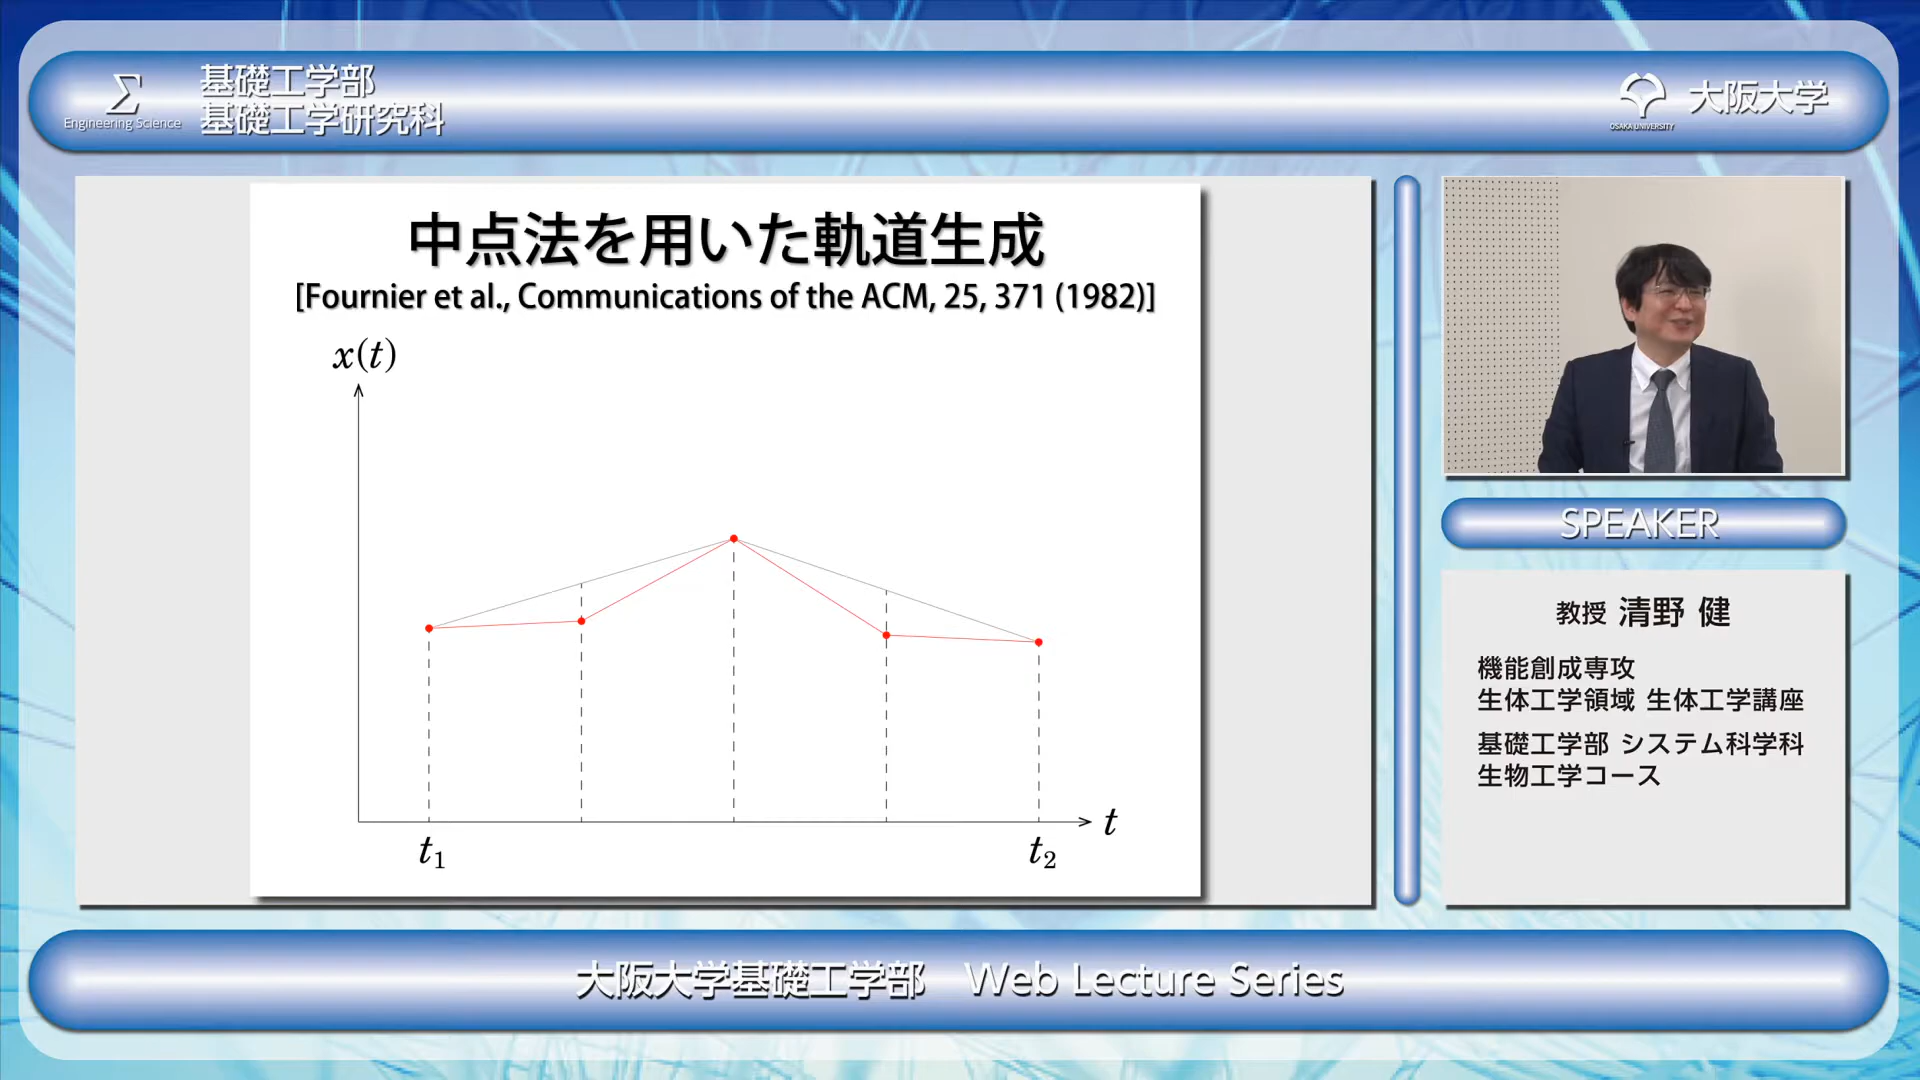 Σ
Engineering Science
基礎工学部
基礎工学研究科
OSAKA UNIVERSITY
大阪大学
中点法を用いた軌道生成
[Fournier et al., Communications of the ACM, 25, 371 (1982)]
x(t)
t
t₁
t₂
SPEAKER
教授 清野 健
機能創成専攻
生体工学領域 生体工学講座
基礎工学部 システム科学科
生物工学コース
大阪大学基礎工学部 Web Lecture Series